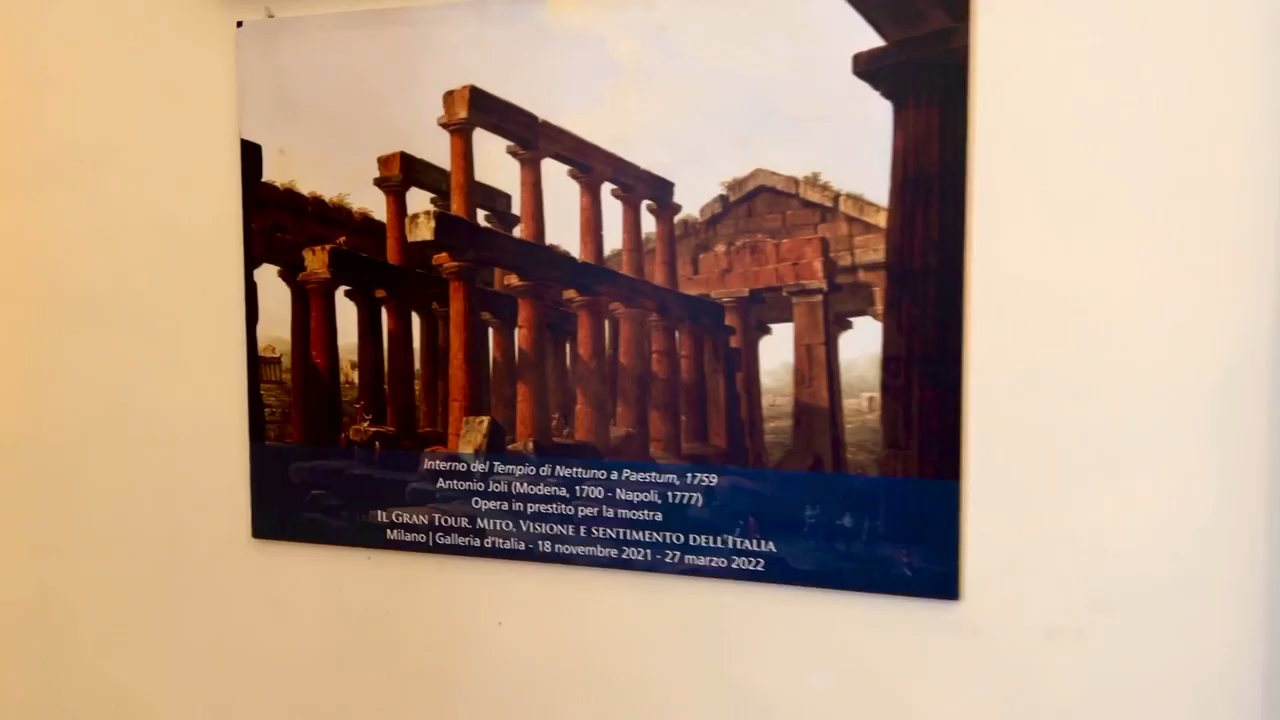 Interno del Tempio di Nettuno a Paestum, 1759
Antonio Joli (Modena, 1700 - Napoli, 1777)
Opera in prestito per la mostra
IL GRAN TOUR. MITO, VISIONE E SENTIMENTO DELL'ITALIA
Milano | Galleria d'Italia - 18 novembre 2021 - 27 marzo 2022